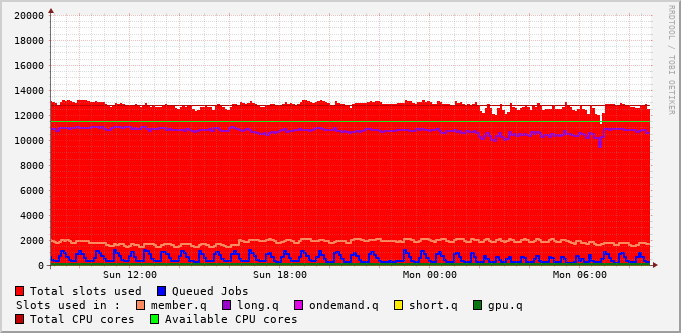 20000
18000
16000
14000
12000
10000
8000
6000
4000
2000
0
Sun 12:00 Sun 18:00 Mon 00:00 Mon 06:00
RRDTOOL / TOBI OETIKER
Total slots used Queued Jobs
Slots used in : member.q long.q ondemand.q short.q gpu.q
Total CPU cores Available CPU cores